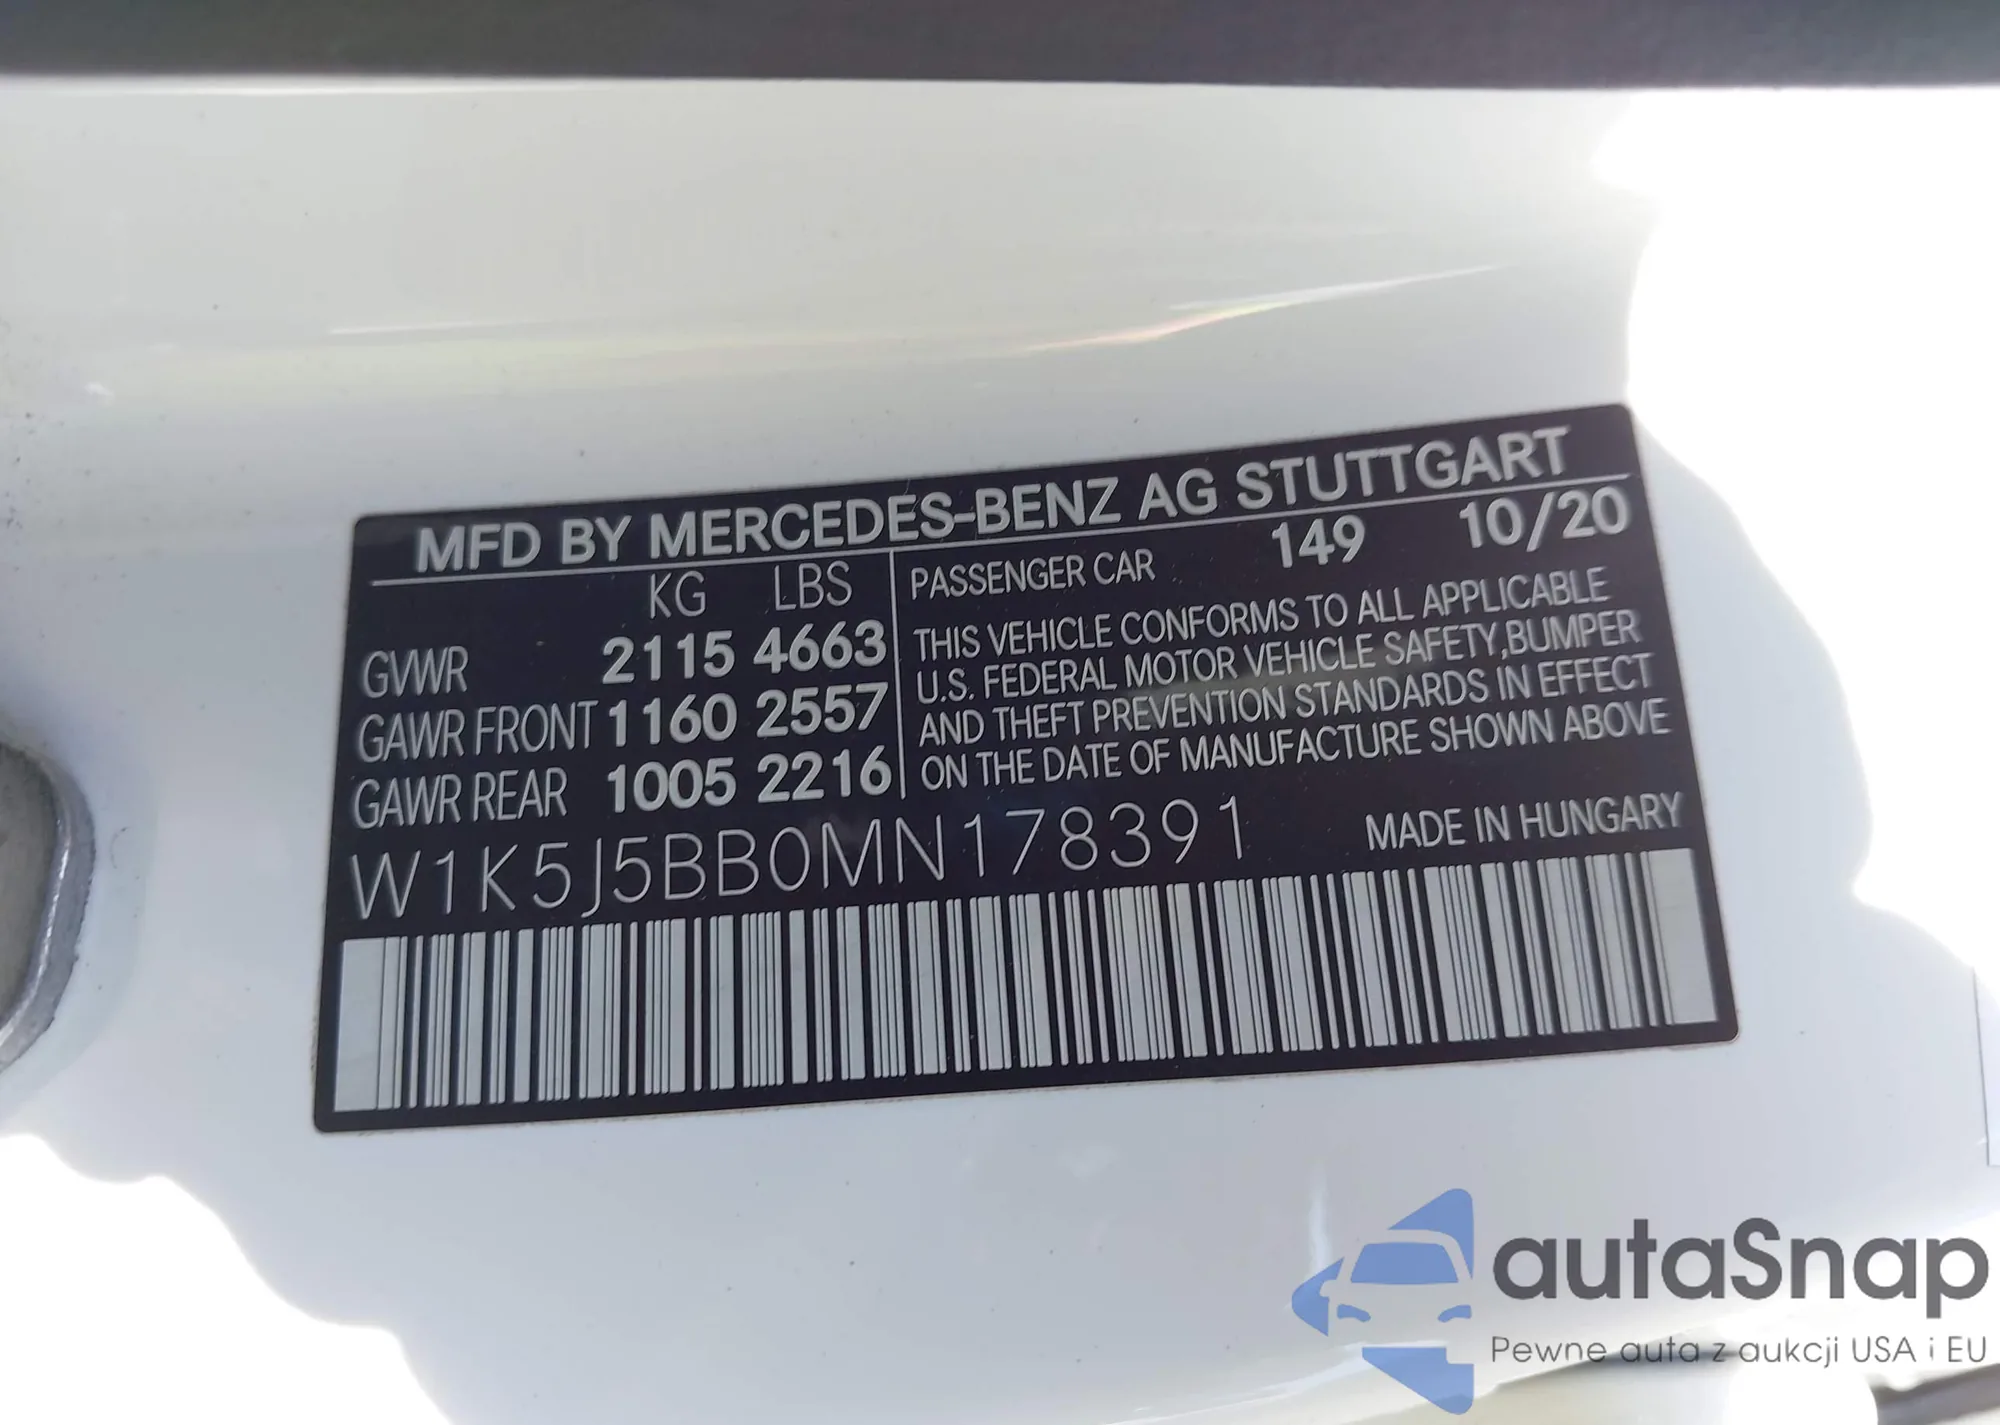 MFD BY MERCEDES-BENZ AG STUTTGART
KG LBS
GVWR 2115 4663
GAWR FRONT 1160 2557
GAWR REAR 1005 2216
PASSENGER CAR 149 10/20
THIS VEHICLE CONFORMS TO ALL APPLICABLE
U.S. FEDERAL MOTOR VEHICLE SAFETY,BUMPER
AND THEFT PREVENTION STANDARDS IN EFFECT
ON THE DATE OF MANUFACTURE SHOWN ABOVE
W1K5J5BB0MN178391 MADE IN HUNGARY
autaSnap
Pewne auta z aukcji USA i EU